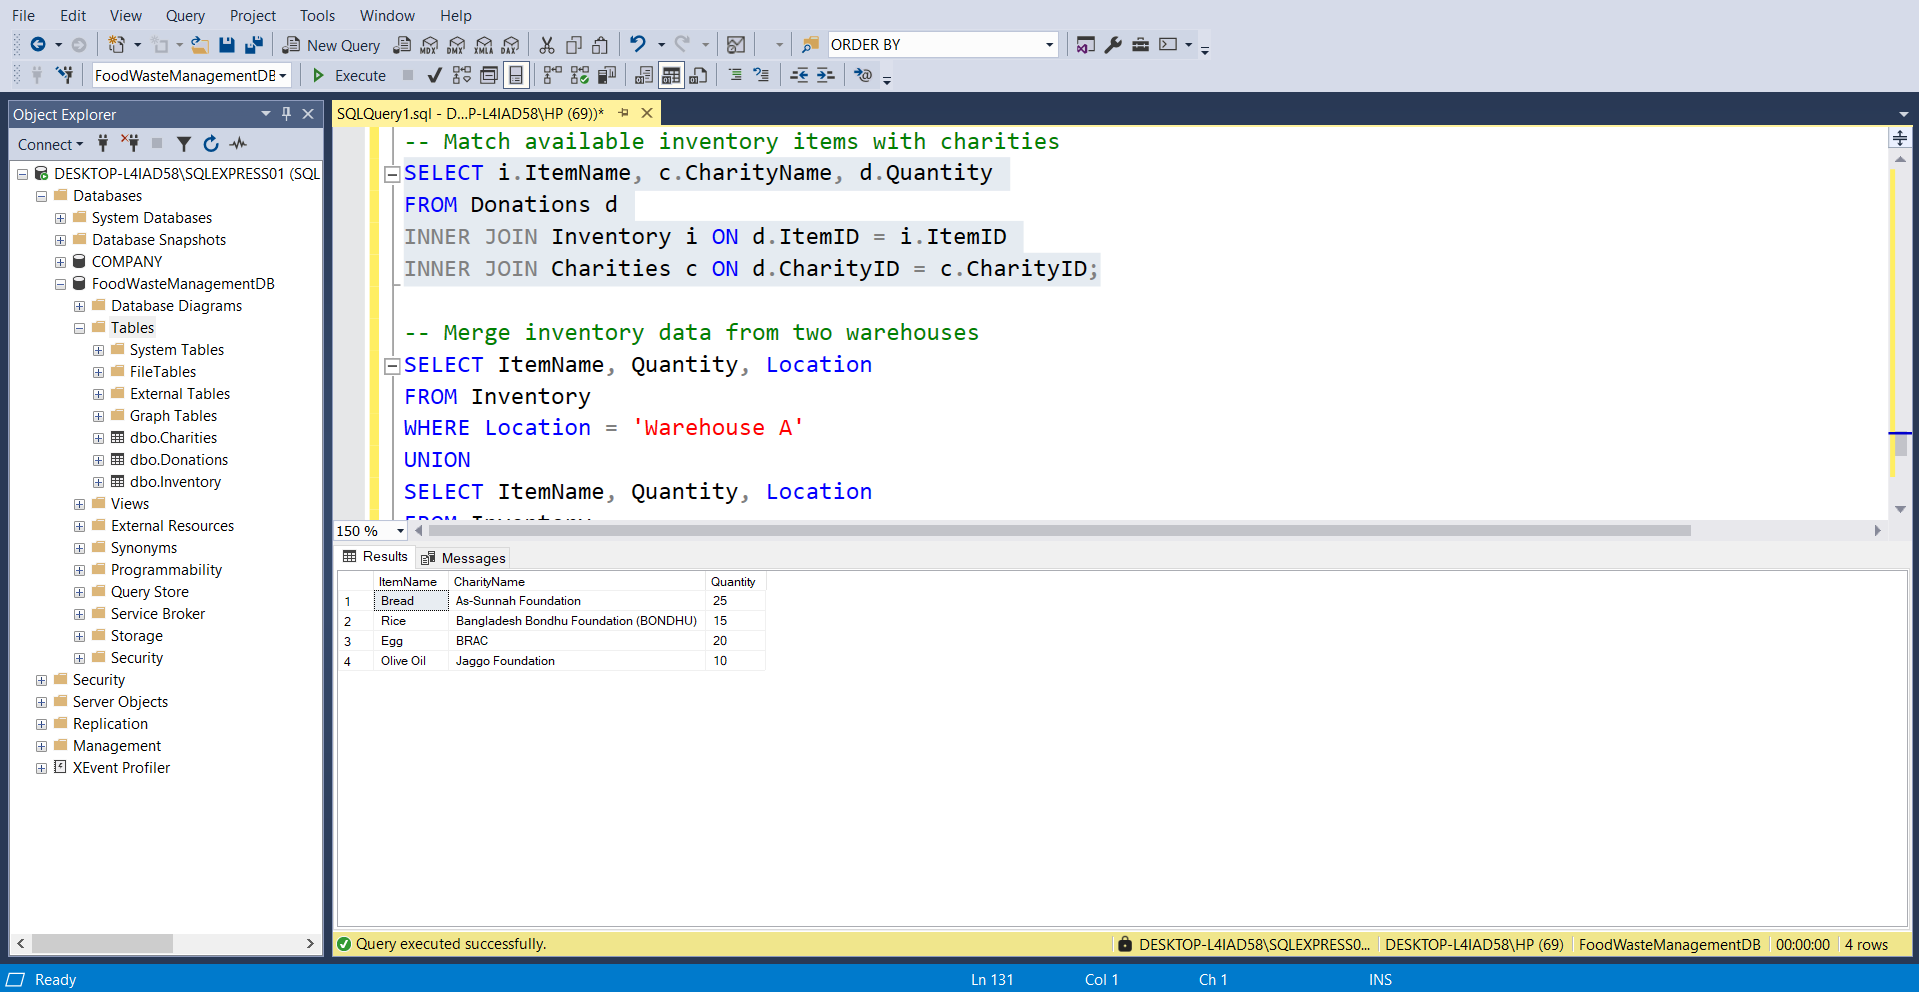 File Edit View Query Project Tools Window Help
New Query MDX DMX XMLA DAX ORDER BY
FoodWasteManagementDB Execute
Object Explorer
Connect
DESKTOP-L4IAD58\SQLEXPRESS01 (SQL
Databases
System Databases
Database Snapshots
COMPANY
FoodWasteManagementDB
Database Diagrams
Tables
System Tables
FileTables
External Tables
Graph Tables
dbo.Charities
dbo.Donations
dbo.Inventory
Views
External Resources
Synonyms
Programmability
Query Store
Service Broker
Storage
Security
Security
Server Objects
Replication
Management
XEvent Profiler
SQLQuery1.sql - D...P-L4IAD58\HP (69))*
-- Match available inventory items with charities
SELECT i.ItemName, c.CharityName, d.Quantity
FROM Donations d
INNER JOIN Inventory i ON d.ItemID = i.ItemID
INNER JOIN Charities c ON d.CharityID = c.CharityID;
-- Merge inventory data from two warehouses
SELECT ItemName, Quantity, Location
FROM Inventory
WHERE Location = 'Warehouse A'
UNION
SELECT ItemName, Quantity, Location
FROM Inventory
150 %
Results Messages
ItemName CharityName Quantity
1 Bread As-Sunnah Foundation 25
2 Rice Bangladesh Bondhu Foundation (BONDHU) 15
3 Egg BRAC 20
4 Olive Oil Jaggo Foundation 10
Query executed successfully. DESKTOP-L4IAD58\SQLEXPRESS0... DESKTOP-L4IAD58\HP (69) FoodWasteManagementDB 00:00:00 4 rows
Ready Ln 131 Col 1 Ch 1 INS